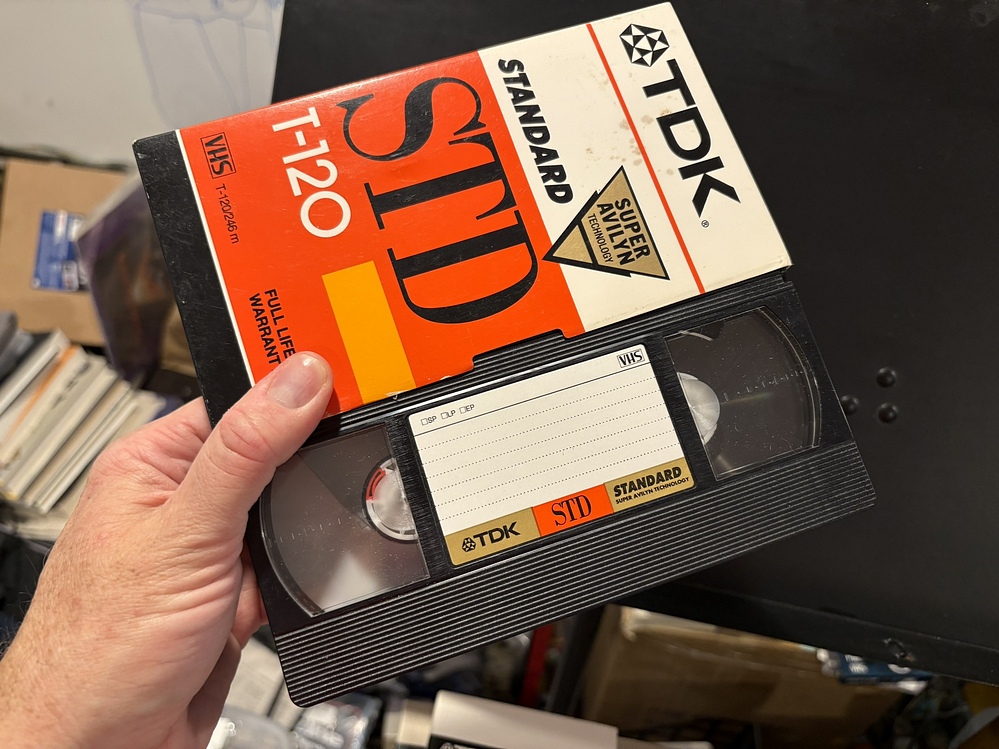 TDK®
STANDARD
SUPER
AVILYN
TECHNOLOGY
STD
T-120
VHS
T-120/246 m
FULL LIFE
WARRANT
VHS
SP LP EP
TDK
STD
STANDARD
SUPER AVILYN TECHNOLOGY